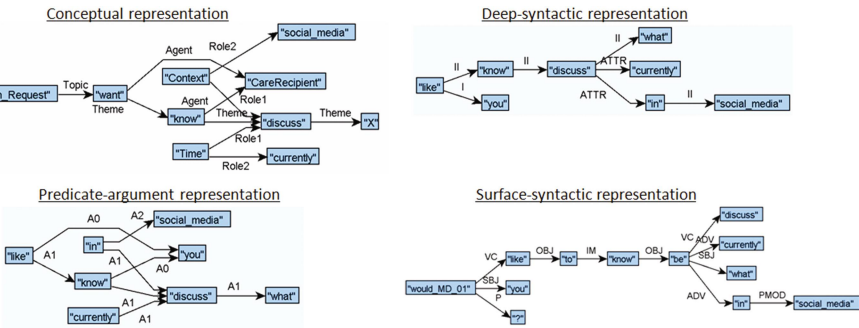 Conceptual representation
"social_media"
Agent
Role2
"Context"
"CareRecipient"
n_Request"
Topic
"want"
Theme
Agent
Role1
"know"
Theme
"discuss"
Theme
"X"
"Time"
Role1
Role2
"currently"
Deep-syntactic representation
"what"
II
"know"
II
"discuss"
ATTR
"currently"
"like"
II
I
"you"
ATTR
"in"
II
"social_media"
Predicate-argument representation
A0
A2
"social_media"
"in"
"like"
A1
A1
"you"
A0
"know"
A1
"discuss"
A1
"what"
"currently"
A1
Surface-syntactic representation
"discuss"
VC
"like"
OBJ
"to"
IM
"know"
OBJ
"be"
VC
ADV
"currently"
SBJ
"what"
"would_MD_01"
SBJ
"you"
P
"?"
ADV
"in"
PMOD
"social_media"